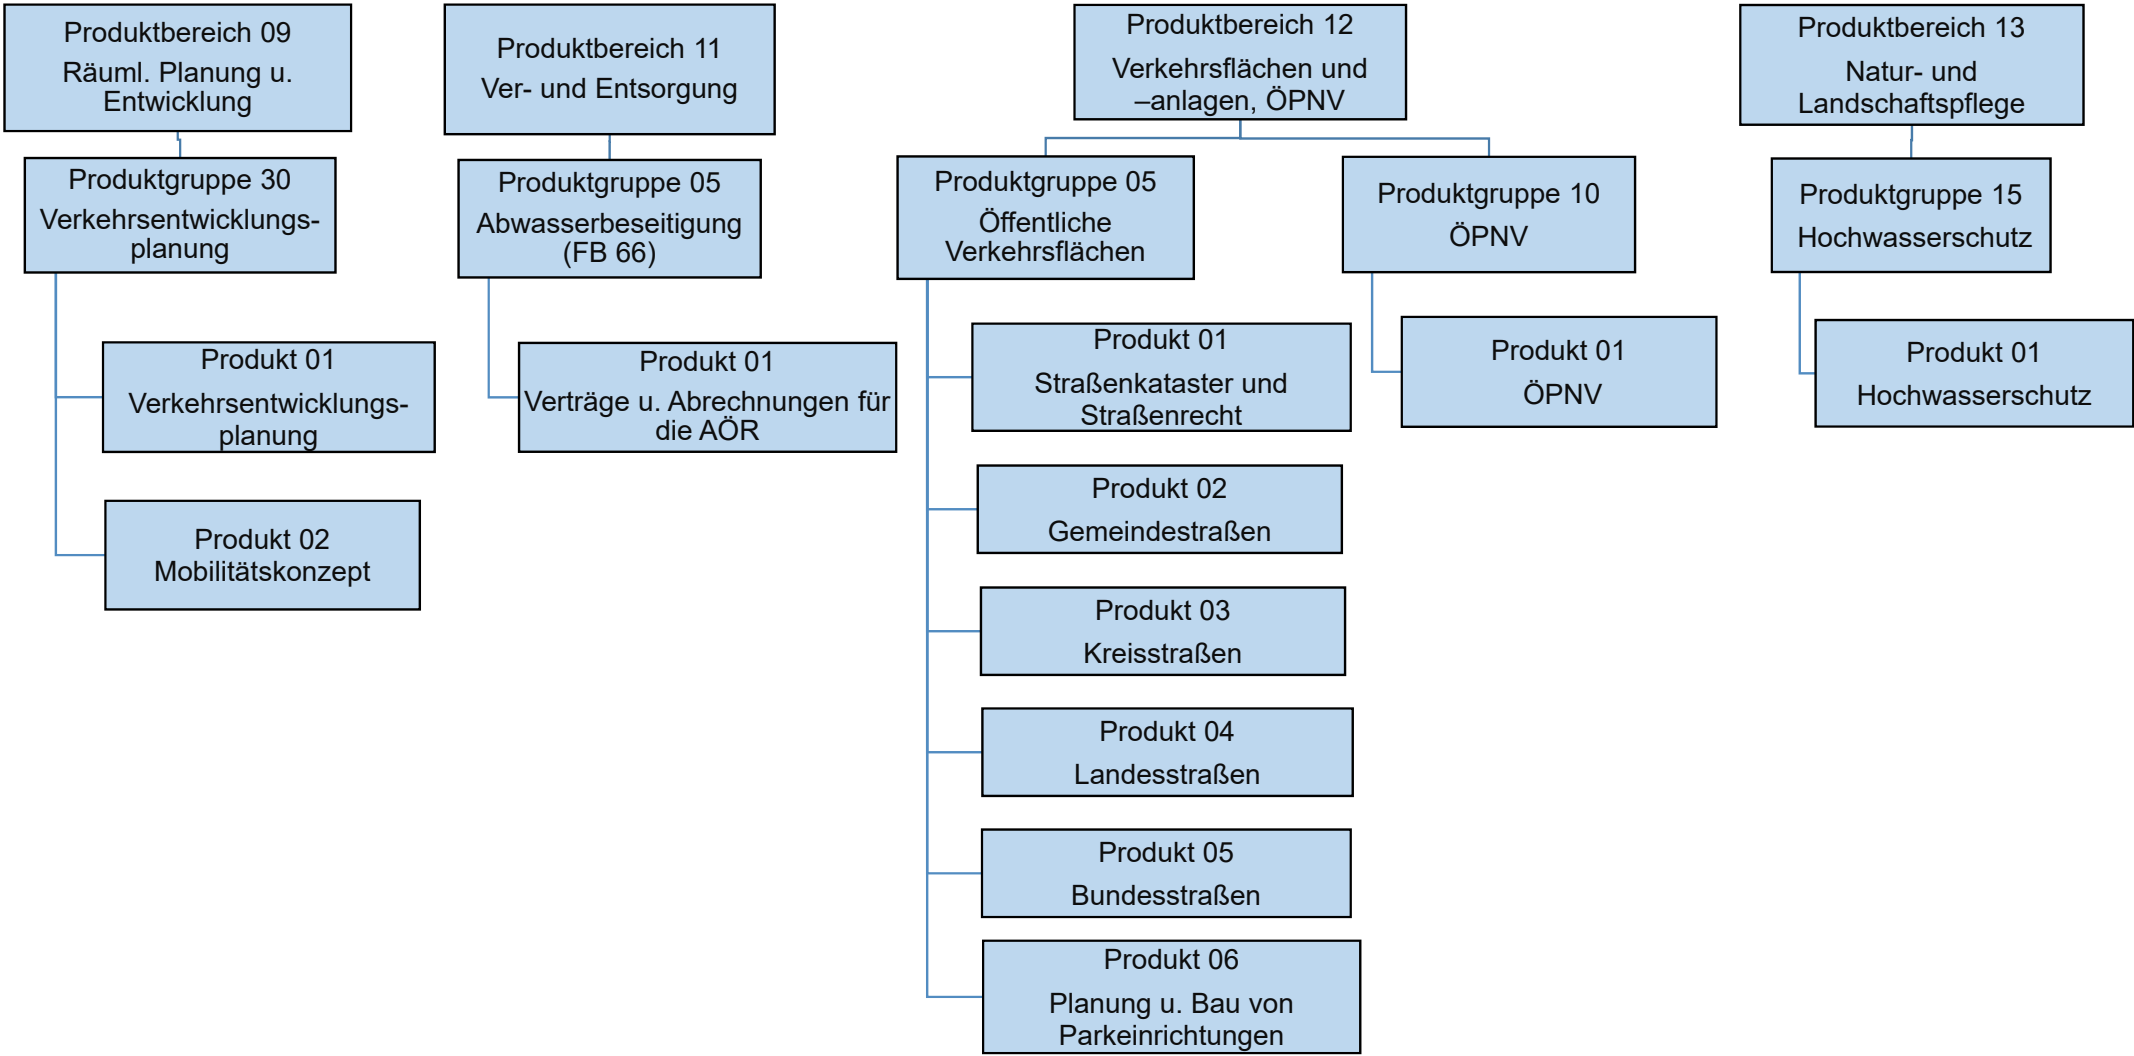 Produktbereich 09
Räuml. Planung u.
Entwicklung
Produktgruppe 30
Verkehrsentwicklungs-
planung
Produkt 01
Verkehrsentwicklungs-
planung
Produkt 02
Mobilitätskonzept
Produktbereich 11
Ver- und Entsorgung
Produktgruppe 05
Abwasserbeseitigung
(FB 66)
Produkt 01
Verträge u. Abrechnungen für
die AÖR
Produktbereich 12
Verkehrsflächen und
–anlagen, ÖPNV
Produktgruppe 05
Öffentliche
Verkehrsflächen
Produkt 01
Straßenkataster und
Straßenrecht
Produkt 02
Gemeindestraßen
Produkt 03
Kreisstraßen
Produkt 04
Landesstraßen
Produkt 05
Bundesstraßen
Produkt 06
Planung u. Bau von
Parkeinrichtungen
Produktgruppe 10
ÖPNV
Produkt 01
ÖPNV
Produktbereich 13
Natur- und
Landschaftspflege
Produktgruppe 15
Hochwasserschutz
Produkt 01
Hochwasserschutz